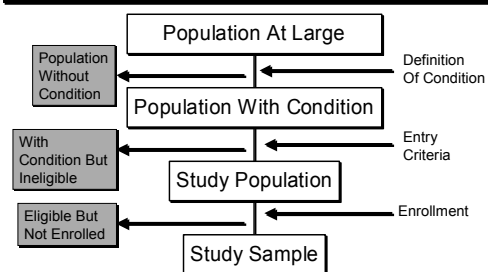 Population At Large
Population
Without
Condition
Definition
Of Condition
Population With Condition
With
Condition But
Ineligible
Entry
Criteria
Study Population
Eligible But
Not Enrolled
Enrollment
Study Sample